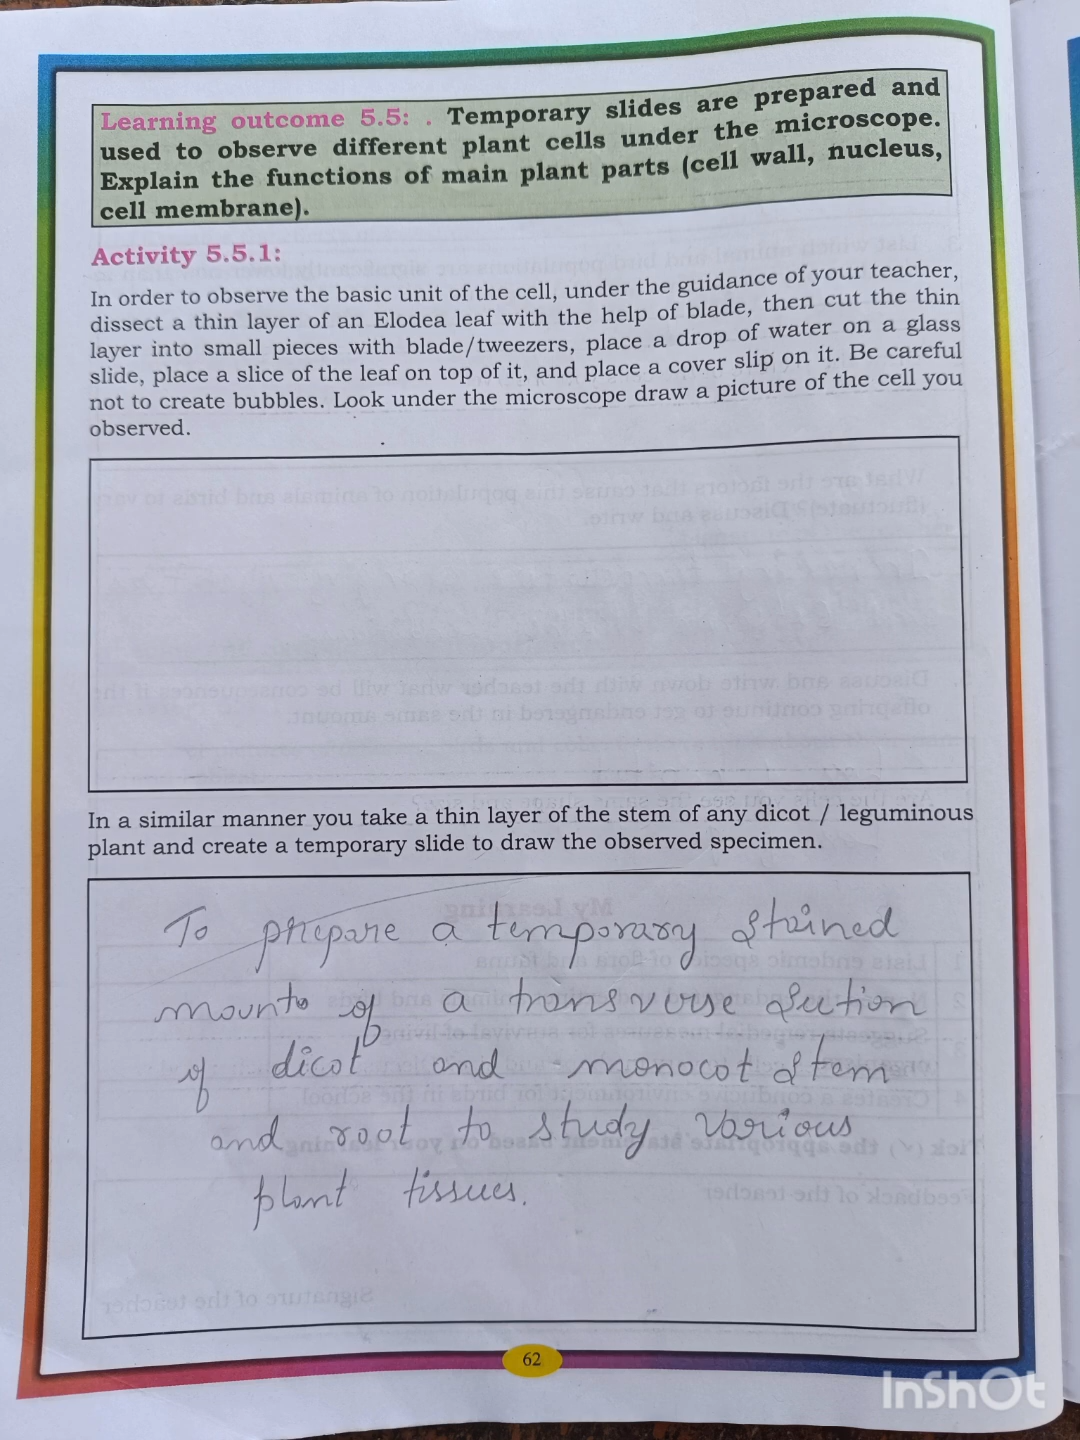 Learning outcome 5.5: . Temporary slides are prepared and
used to observe different plant cells under the microscope.
Explain the functions of main plant parts (cell wall, nucleus,
cell membrane).
Activity 5.5.1:
In order to observe the basic unit of the cell, under the guidance of your teacher,
dissect a thin layer of an Elodea leaf with the help of blade, then cut the thin
layer into small pieces with blade/tweezers, place a drop of water on a glass
slide, place a slice of the leaf on top of it, and place a cover slip on it. Be careful
not to create bubbles. Look under the microscope draw a picture of the cell you
observed.
In a similar manner you take a thin layer of the stem of any dicot / leguminous
plant and create a temporary slide to draw the observed specimen.
To prepare a temporary stained
mounts of a transverse section
of dicot and monocot stem
and root to study various
plant tissues.
62
InShOt